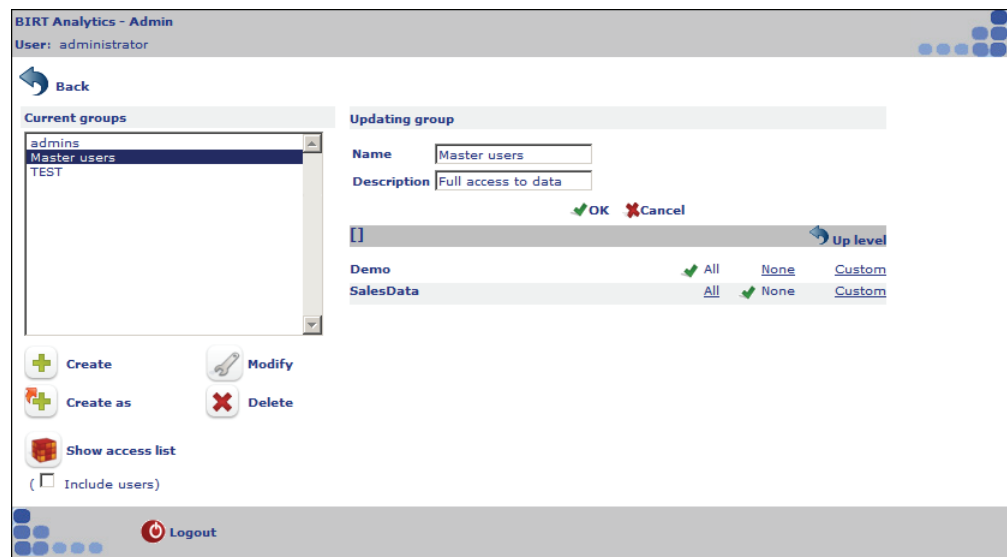 BIRT Analytics - Admin
User: administrator
Back
Current groups
admins
Master users
TEST
Create
Modify
Create as
Delete
Show access list
( Include users)
Updating group
Name Master users
Description Full access to data
OK Cancel
[] Up level
Demo All None Custom
SalesData All None Custom
Logout